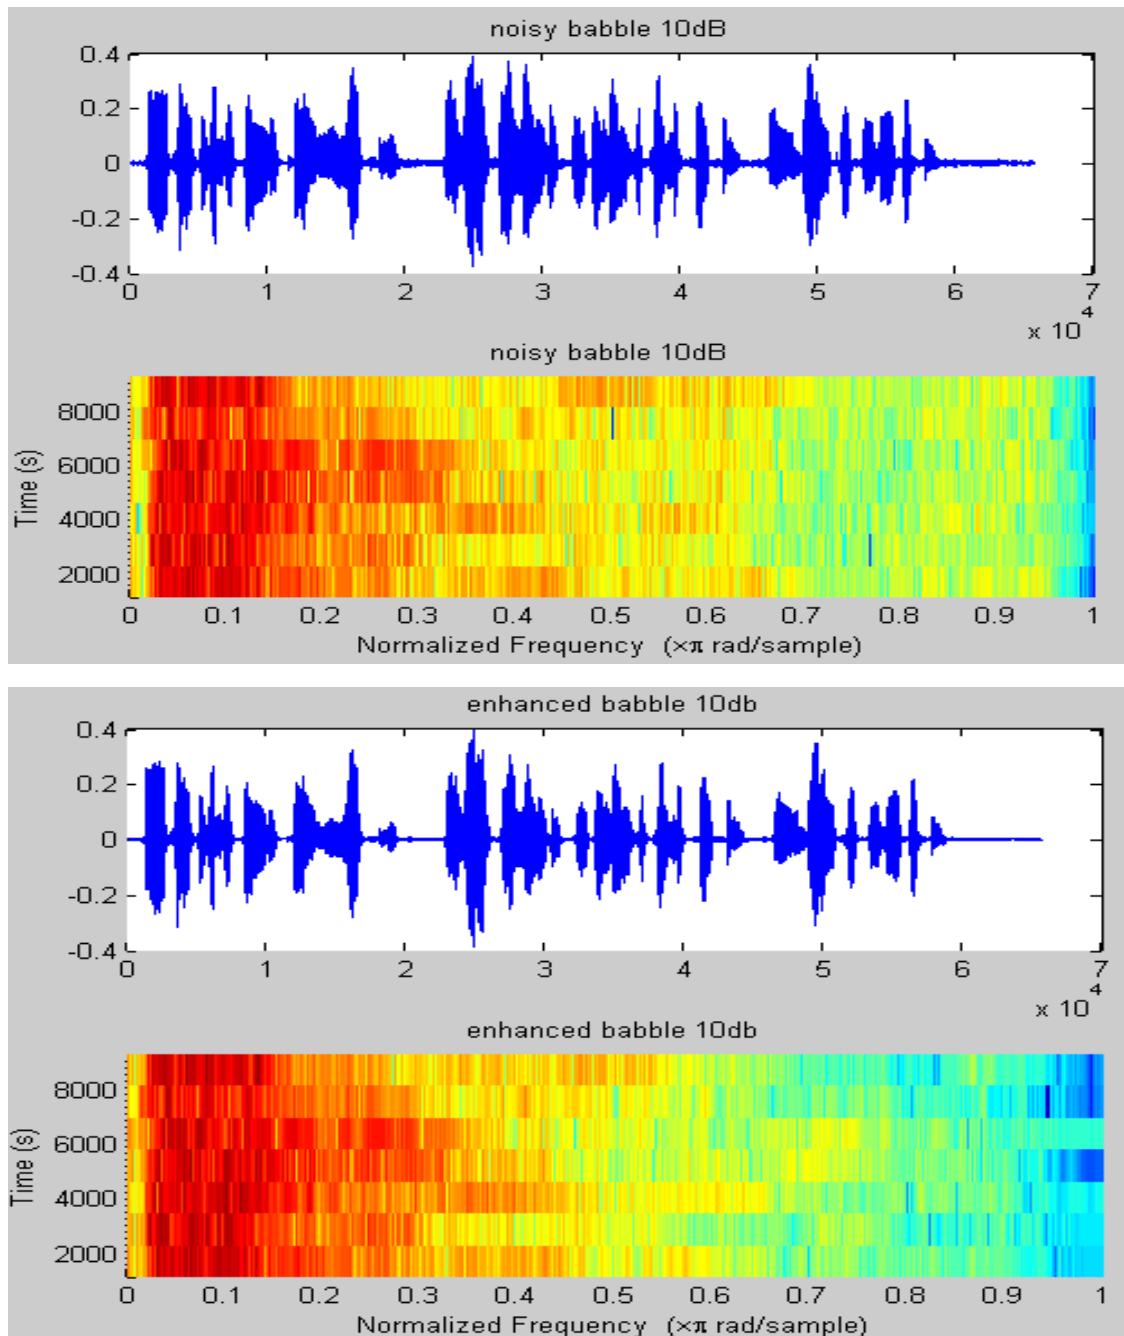 noisy babble 10dB
0.4
0.2
0
-0.2
-0.4
0 1 2 3 4 5 6 7
x 10^4
noisy babble 10dB
8000
6000
4000
2000
Time (s)
0 0.1 0.2 0.3 0.4 0.5 0.6 0.7 0.8 0.9 1
Normalized Frequency (×π rad/sample)
enhanced babble 10db
0.4
0.2
0
-0.2
-0.4
0 1 2 3 4 5 6 7
x 10^4
enhanced babble 10db
8000
6000
4000
2000
Time (s)
0 0.1 0.2 0.3 0.4 0.5 0.6 0.7 0.8 0.9 1
Normalized Frequency (×π rad/sample)